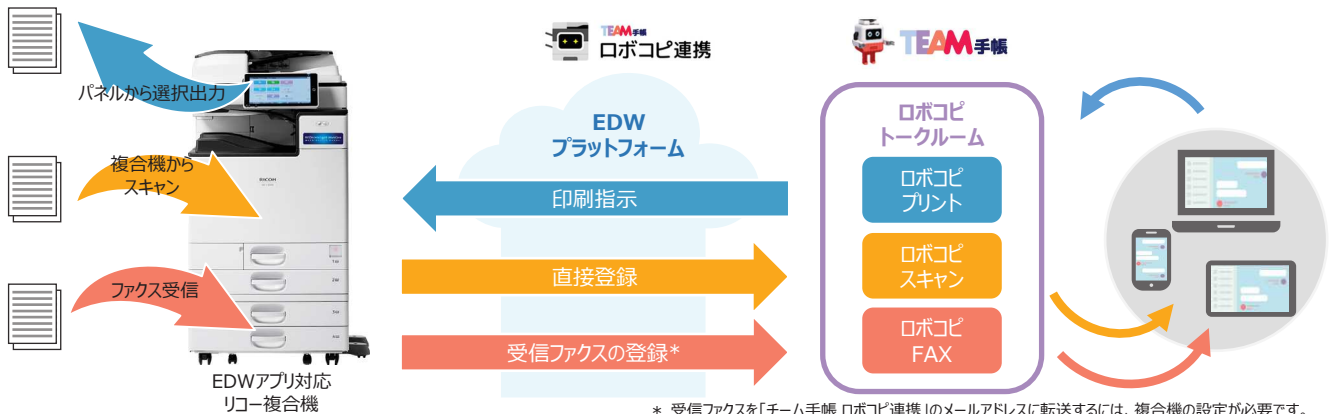 パネルから選択出力
複合機から
スキャン
ファクス受信
RICOH
EDWアプリ対応
リコー複合機
TEAM手帳
ロボコピ連携
EDW
プラットフォーム
印刷指示
直接登録
受信ファクスの登録*
TEAM手帳
ロボコピ
トークルーム
ロボコピ
プリント
ロボコピ
スキャン
ロボコピ
FAX
* 受信ファクスを「チーム手帳 ロボコピ連携」のメールアドレスに転送するには、複合機の設定が必要です。